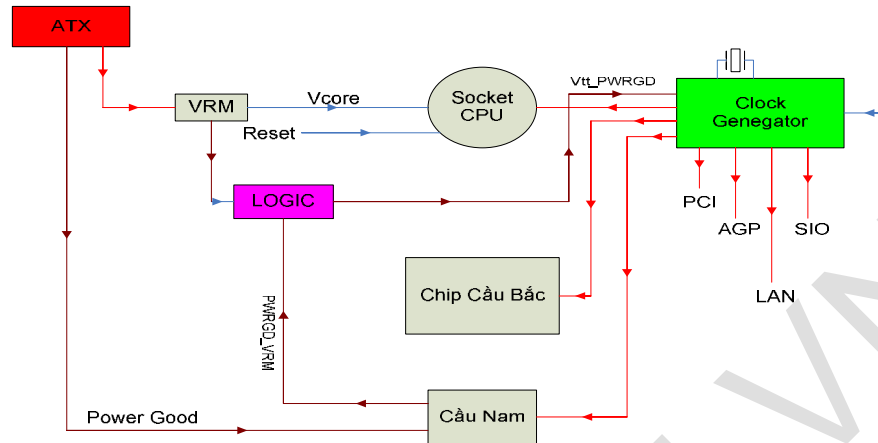 ATX
VRM
Vcore
Reset
Socket
CPU
Vtt_PWRGD
Clock
Genegator
LOGIC
PCI
AGP
SIO
LAN
Chip Cầu Bắc
PWRGD_VRM
Power Good
Cầu Nam